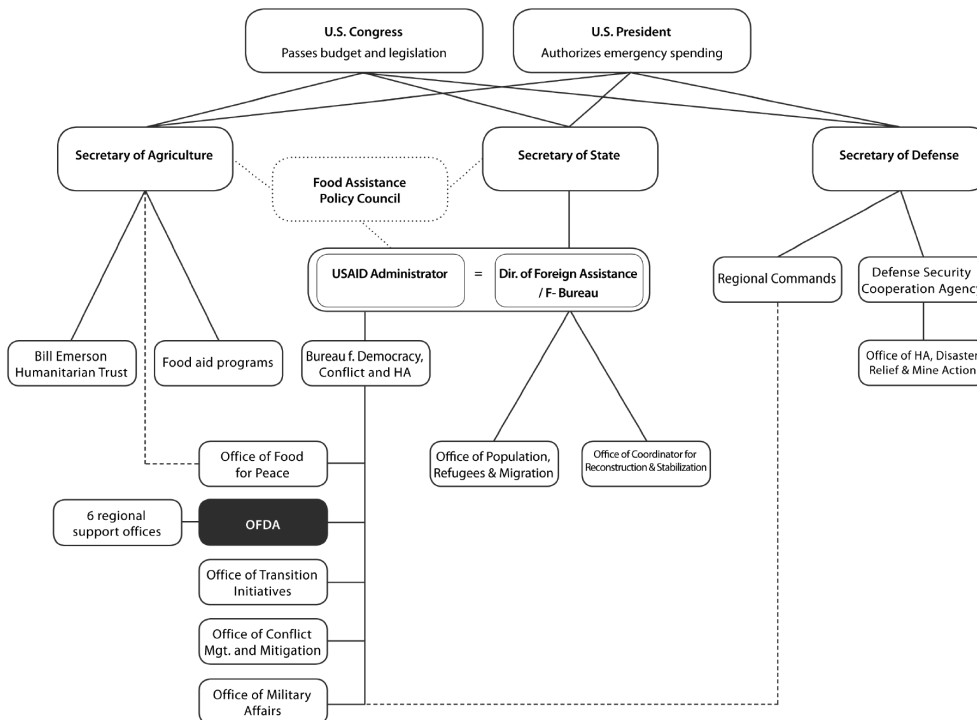 U.S. Congress
Passes budget and legislation
U.S. President
Authorizes emergency spending
Secretary of Agriculture
Secretary of State
Secretary of Defense
Food Assistance
Policy Council
USAID Administrator
=
Dir. of Foreign Assistance
/ F- Bureau
Regional Commands
Defense Security
Cooperation Agency
Bill Emerson
Humanitarian Trust
Food aid programs
Bureau f. Democracy,
Conflict and HA
Office of HA, Disaster
Relief & Mine Action
Office of Food
for Peace
Office of Population,
Refugees & Migration
Office of Coordinator for
Reconstruction & Stabilization
6 regional
support offices
OFDA
Office of Transition
Initiatives
Office of Conflict
Mgt. and Mitigation
Office of Military
Affairs